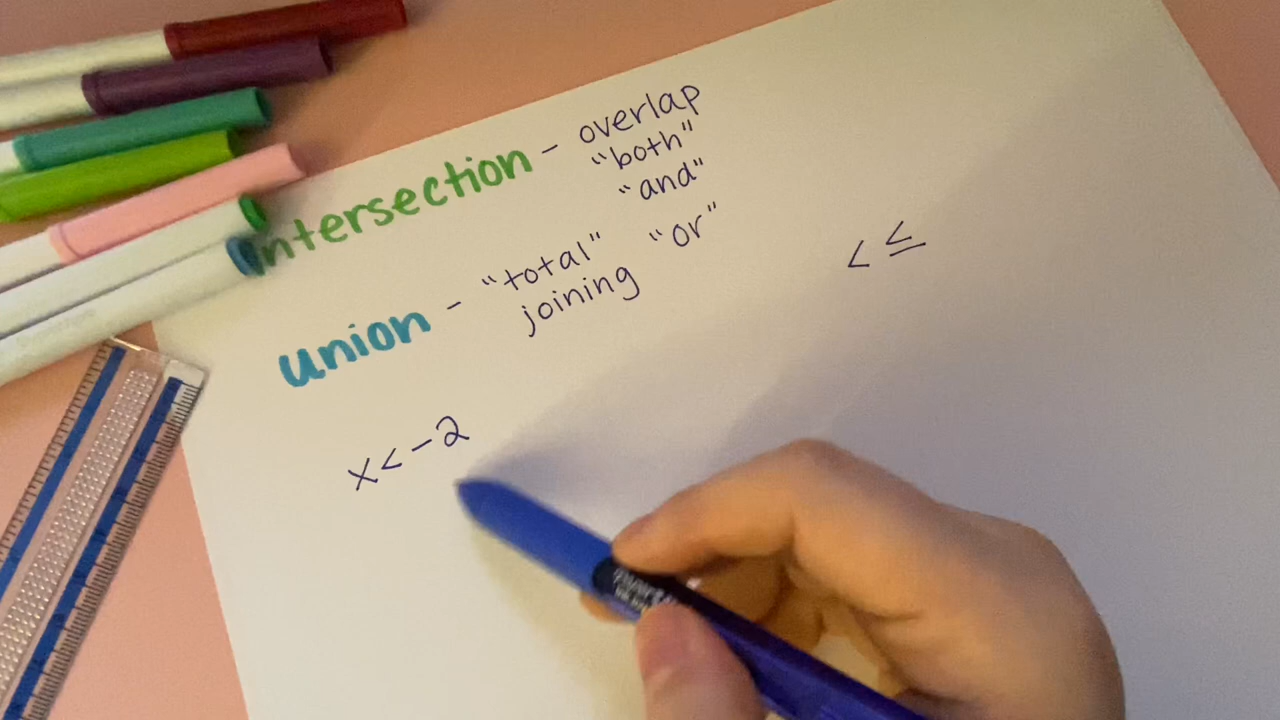 intersection - overlap
"both"
"and"
union - "total" "or"
joining
< ≤
x < -2